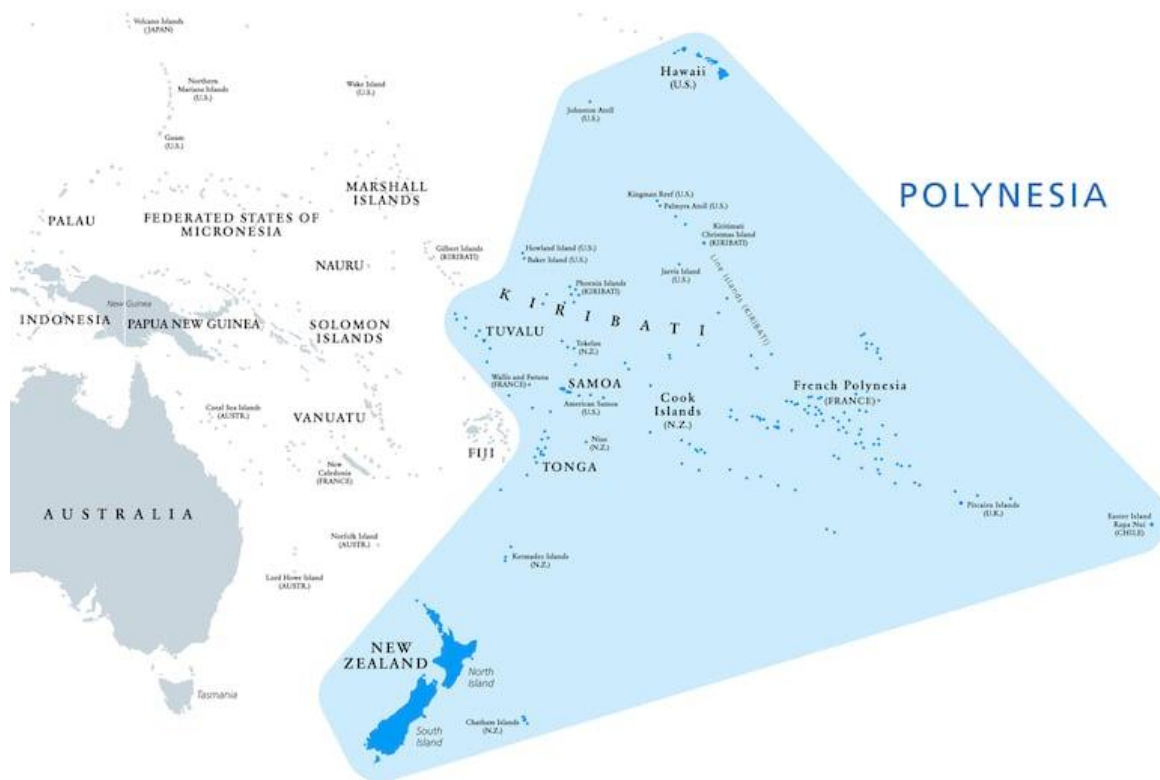 Volcano Islands
(JAPAN)
Northern
Mariana Islands
(U.S.)
Guam
(U.S.)
Wake Island
(U.S.)
Hawaii
(U.S.)
Johnston Atoll
(U.S.)
POLYNESIA
MARSHALL
ISLANDS
PALAU
FEDERATED STATES OF
MICRONESIA
Kingman Reef (U.S.)
Palmyra Atoll (U.S.)
Kiritimati
Christmas Island
(KIRIBATI)
Gilbert Islands
(KIRIBATI)
Howland Island (U.S.)
Baker Island (U.S.)
NAURU
Jarvis Island
(U.S.)
Line Islands (KIRIBATI)
Phoenix Islands
(KIRIBATI)
KIRIBATI
New Guinea
INDONESIA
PAPUA NEW GUINEA
SOLOMON
ISLANDS
TUVALU
Tokelau
(N.Z.)
Wallis and Futuna
(FRANCE)
SAMOA
American Samoa
(U.S.)
Cook
Islands
(N.Z.)
French Polynesia
(FRANCE)
Coral Sea Islands
(AUSTR.)
VANUATU
FIJI
Niue
(N.Z.)
TONGA
New
Caledonia
(FRANCE)
AUSTRALIA
Pitcairn Islands
(U.K.)
Easter Island
Rapa Nui
(CHILE)
Norfolk Island
(AUSTR.)
Kermadec Islands
(N.Z.)
Lord Howe Island
(AUSTR.)
NEW
ZEALAND
North
Island
Tasmania
South
Island
Chatham Islands
(N.Z.)